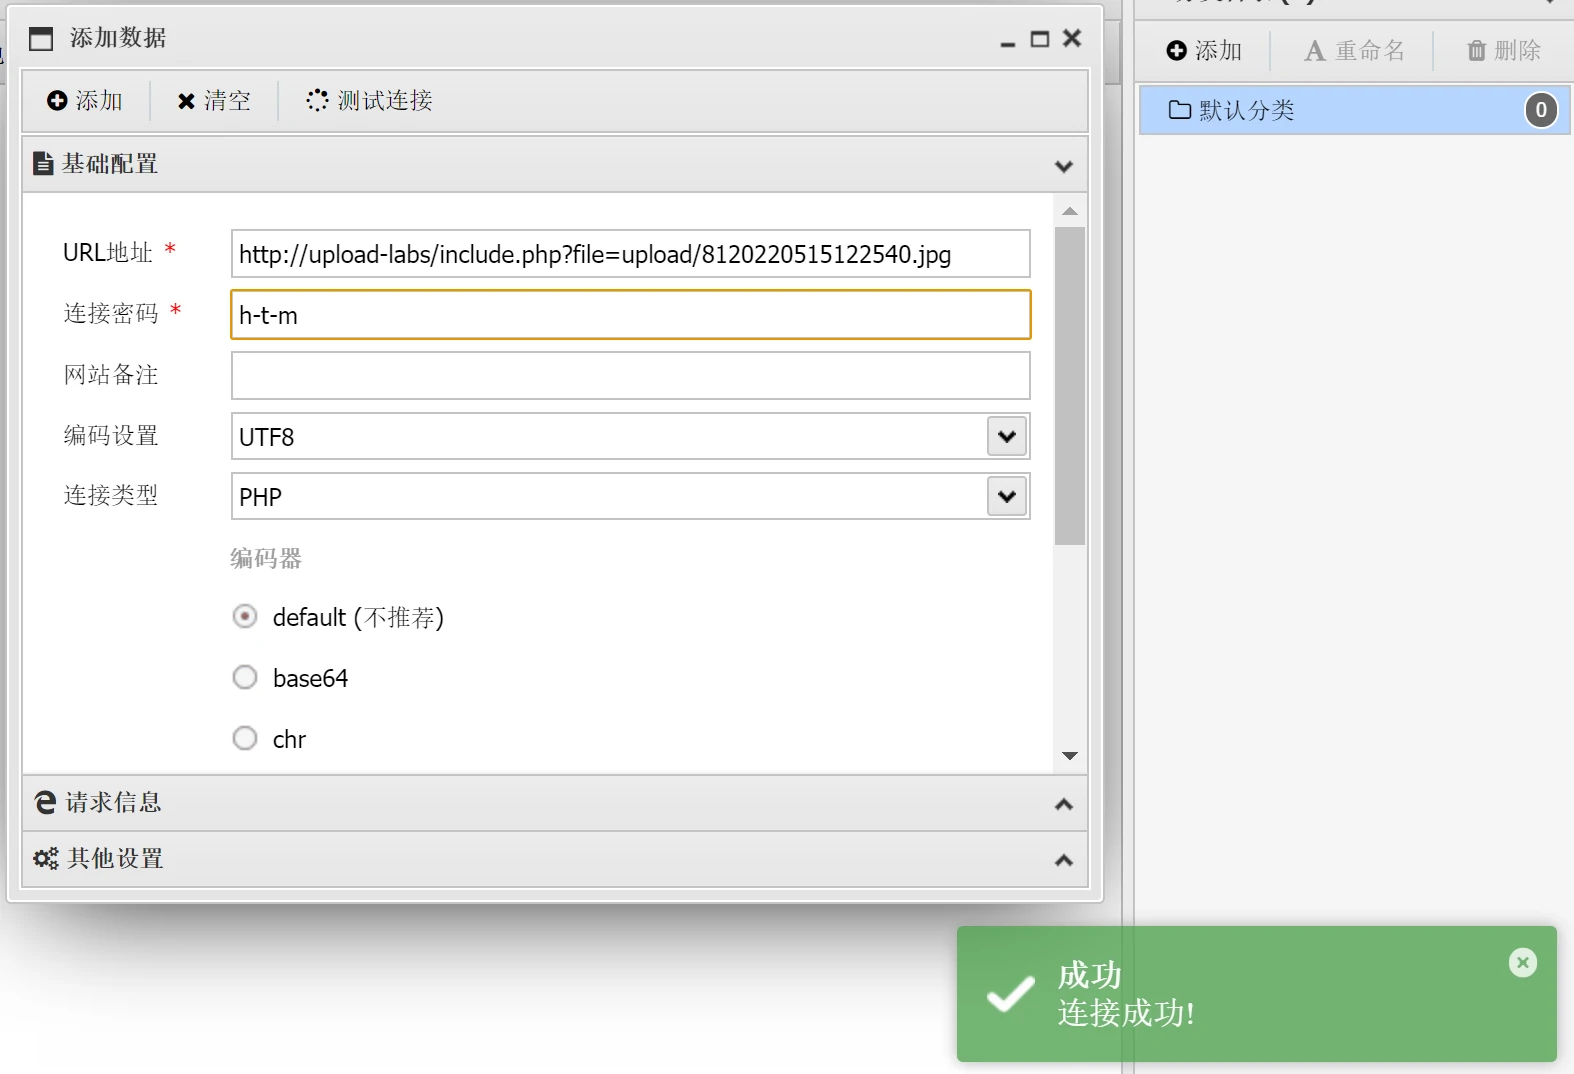 添加数据
添加 清空 测试连接
基础配置
URL地址 * http://upload-labs/include.php?file=upload/8120220515122540.jpg
连接密码 * h-t-m
网站备注
编码设置 UTF8
连接类型 PHP
编码器
default (不推荐)
base64
chr
请求信息
其他设置
添加 重命名 删除
默认分类 0
成功
连接成功!